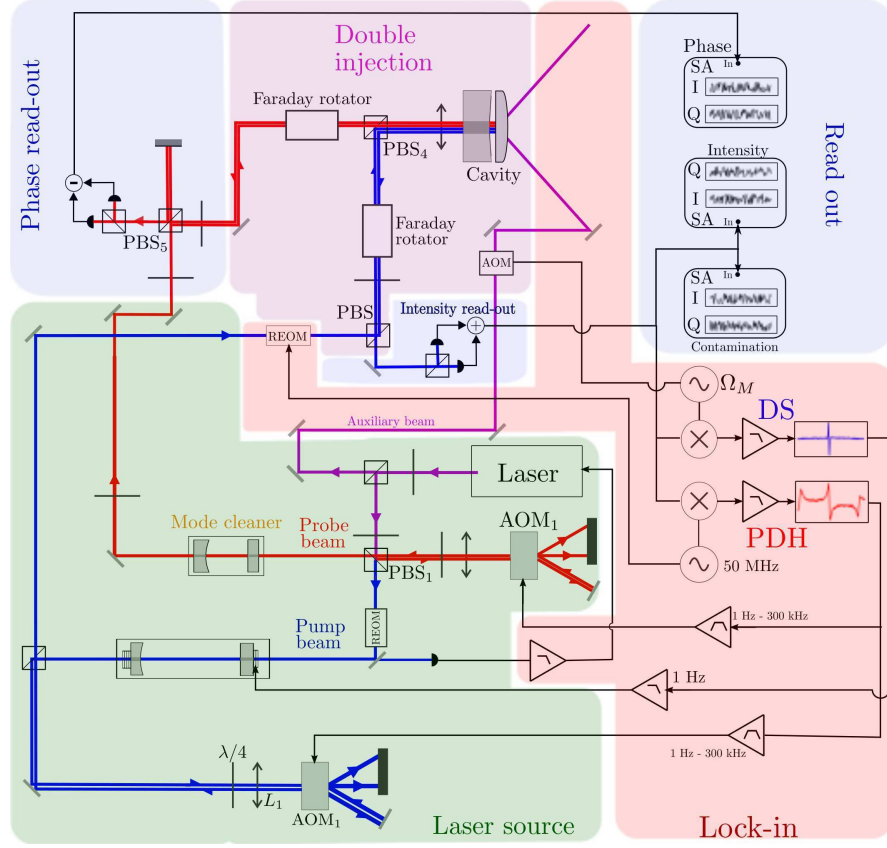 Double
injection
Phase read-out
Faraday rotator
PBS4
Cavity
Faraday
rotator
PBS5
AOM
PBS
Intensity read-out
REOM
Phase
SA In
I
Q
Intensity
Q
I
SA In
SA In
I
Q
Contamination
Read out
ΩM
DS
PDH
50 MHz
Auxiliary beam
Laser
Mode cleaner
Probe
beam
AOM1
PBS1
Pump
beam
REOM
1 Hz - 300 kHz
1 Hz
1 Hz - 300 kHz
λ/4
L1
AOM1
Laser source
Lock-in